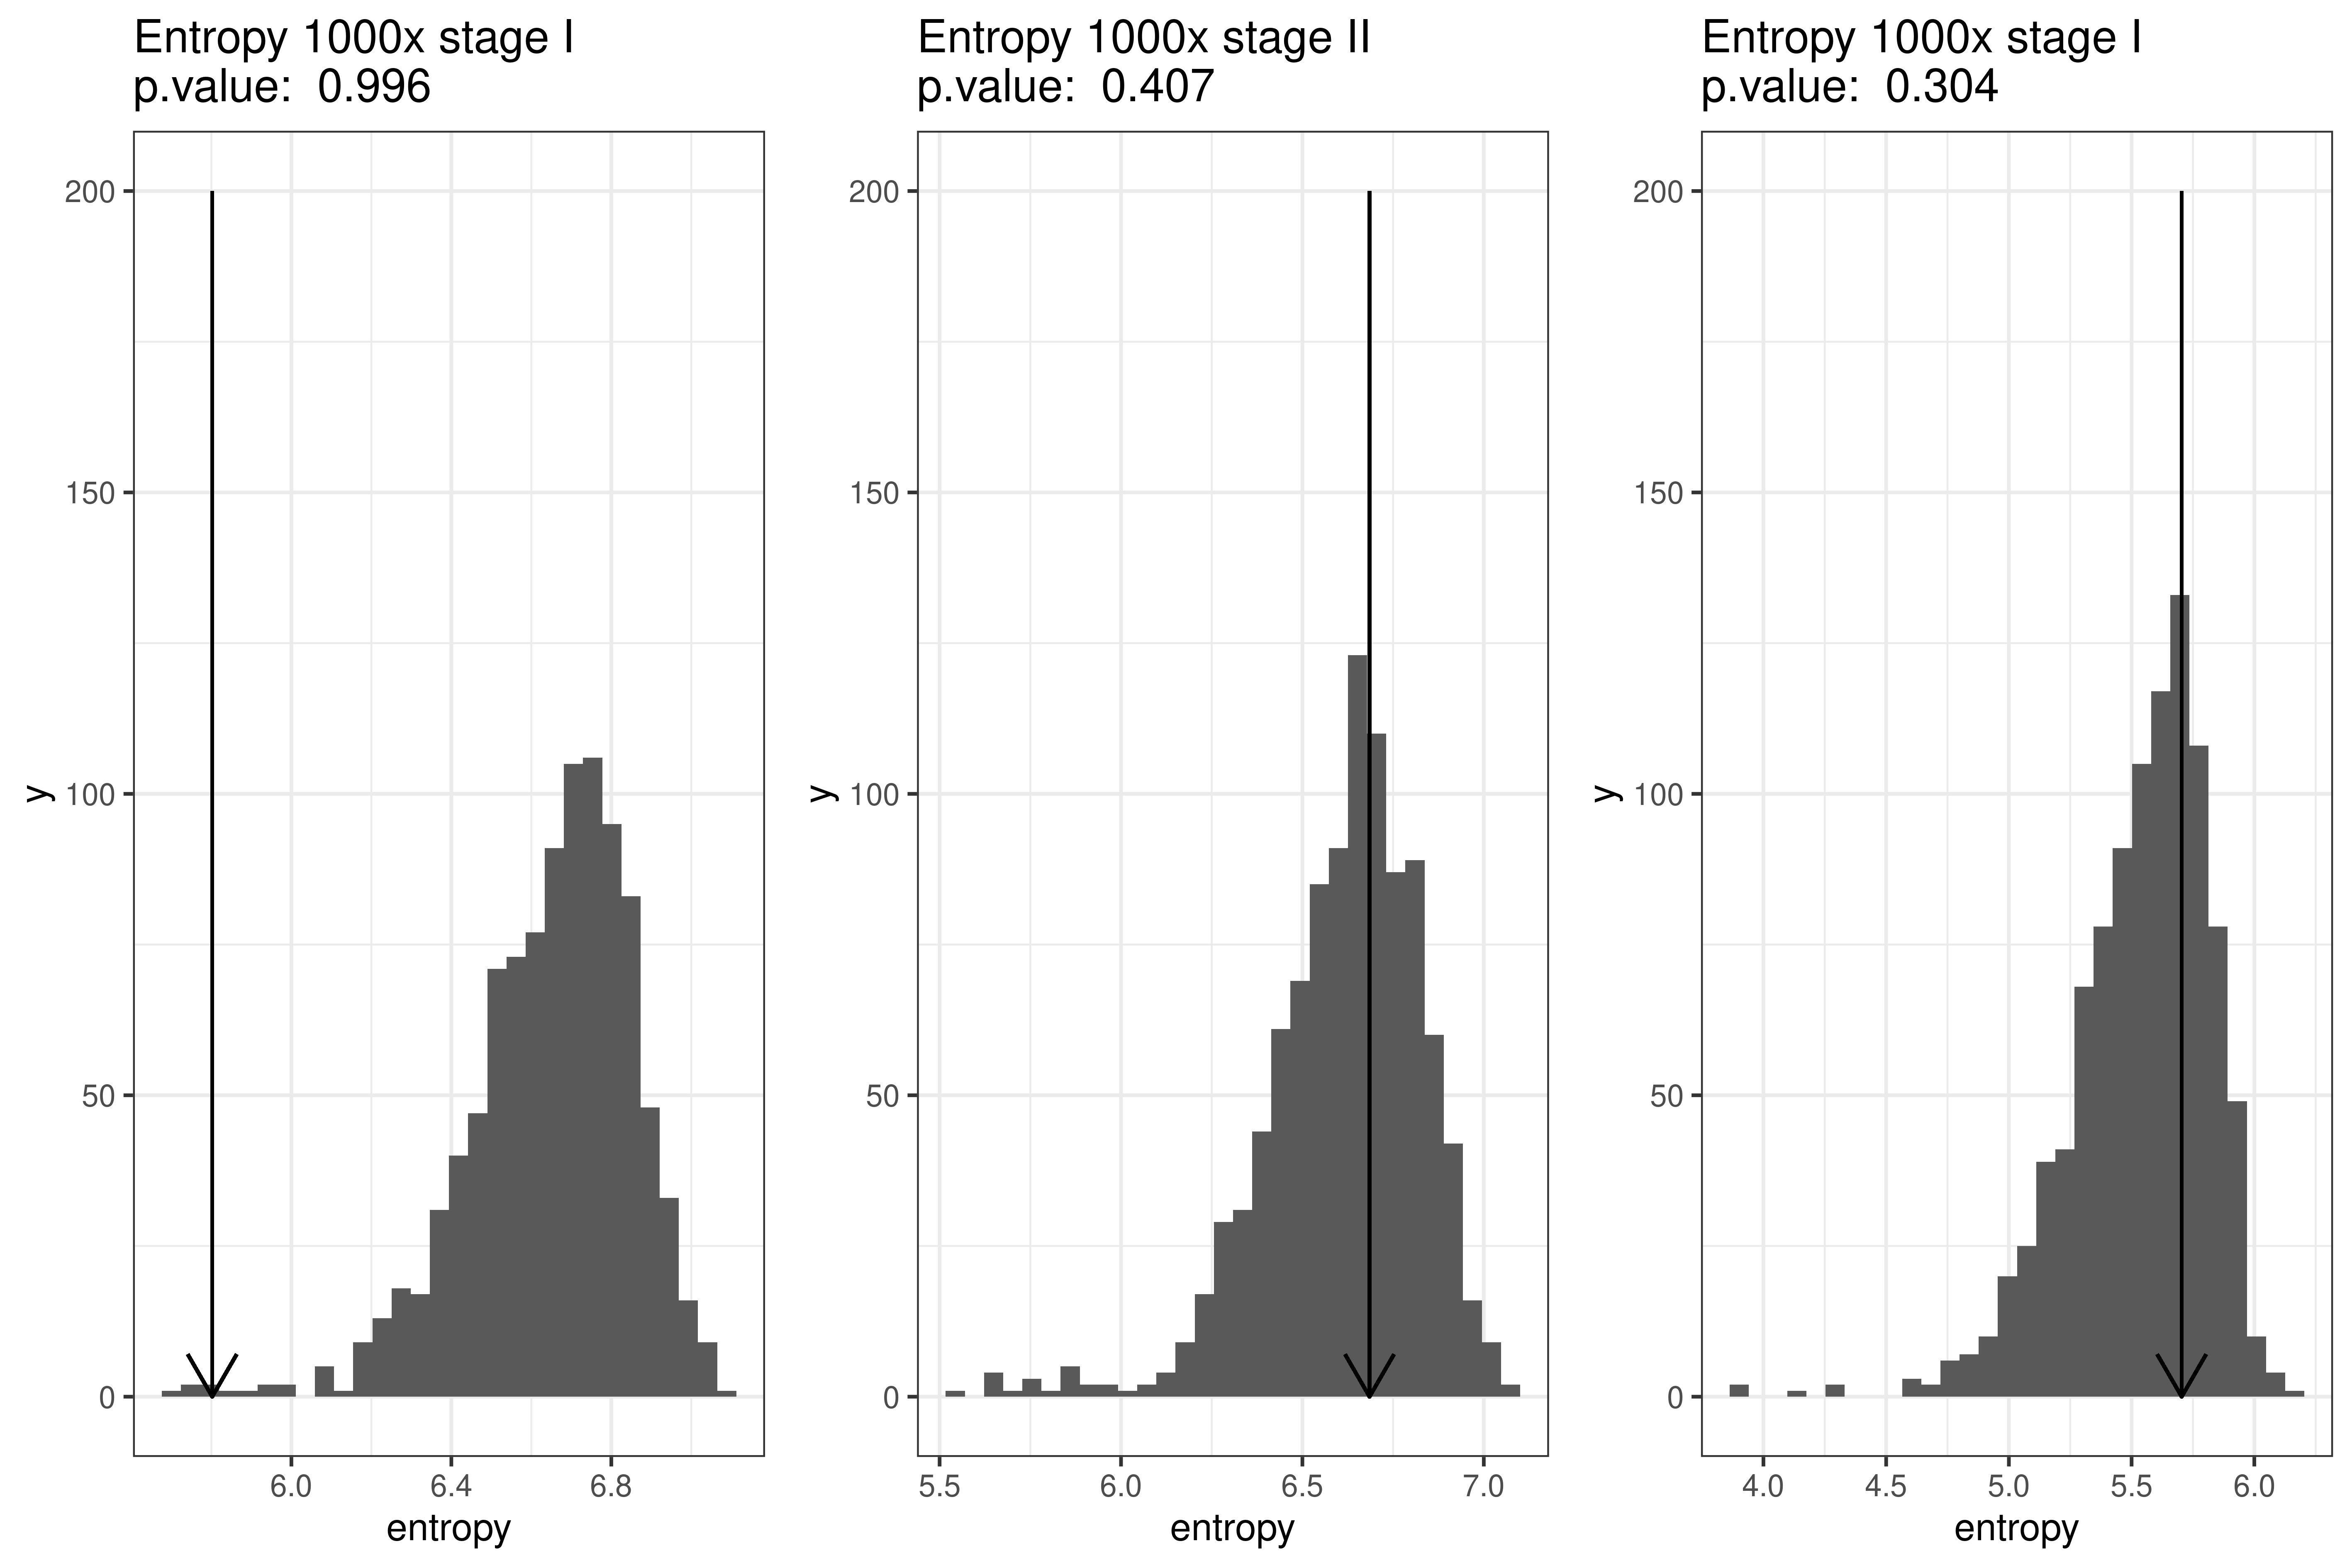 Entropy 1000x stage I
p.value:  0.996
200
150
100
50
0
y
6.0 6.4 6.8
entropy
Entropy 1000x stage II
p.value:  0.407
200
150
100
50
0
y
5.5 6.0 6.5 7.0
entropy
Entropy 1000x stage I
p.value:  0.304
200
150
100
50
0
y
4.0 4.5 5.0 5.5 6.0
entropy